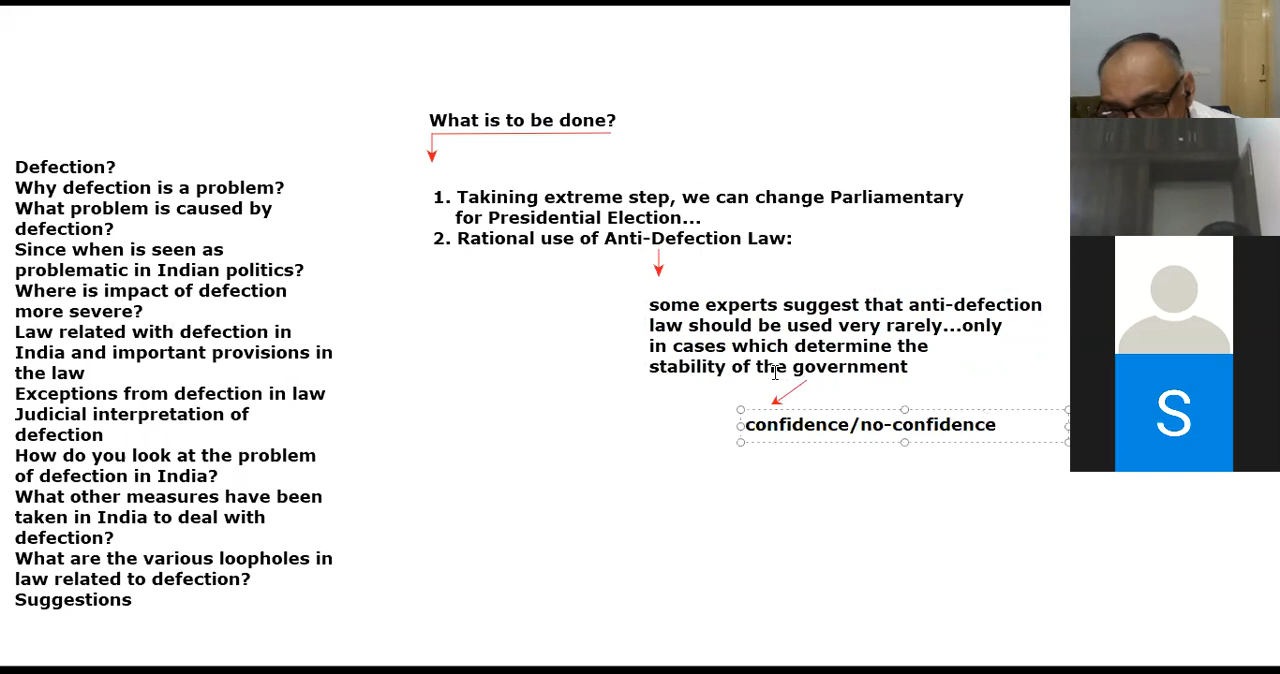 What is to be done?
Defection?
Why defection is a problem?
What problem is caused by
defection?
Since when is seen as
problematic in Indian politics?
Where is impact of defection
more severe?
Law related with defection in
India and important provisions in
the law
Exceptions from defection in law
Judicial interpretation of
defection
How do you look at the problem
of defection in India?
What other measures have been
taken in India to deal with
defection?
What are the various loopholes in
law related to defection?
Suggestions
1. Takining extreme step, we can change Parliamentary
for Presidential Election...
2. Rational use of Anti-Defection Law:
some experts suggest that anti-defection
law should be used very rarely...only
in cases which determine the
stability of the government
confidence/no-confidence
S